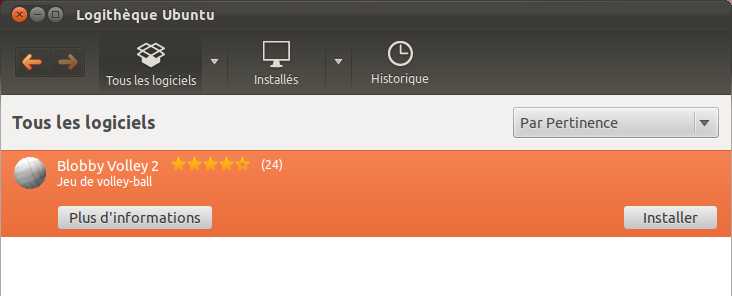 Logithèque Ubuntu
Tous les logiciels
Installés
Historique
Tous les logiciels
Par Pertinence
Blobby Volley 2 (24)
Jeu de volley-ball
Plus d'informations
Installer